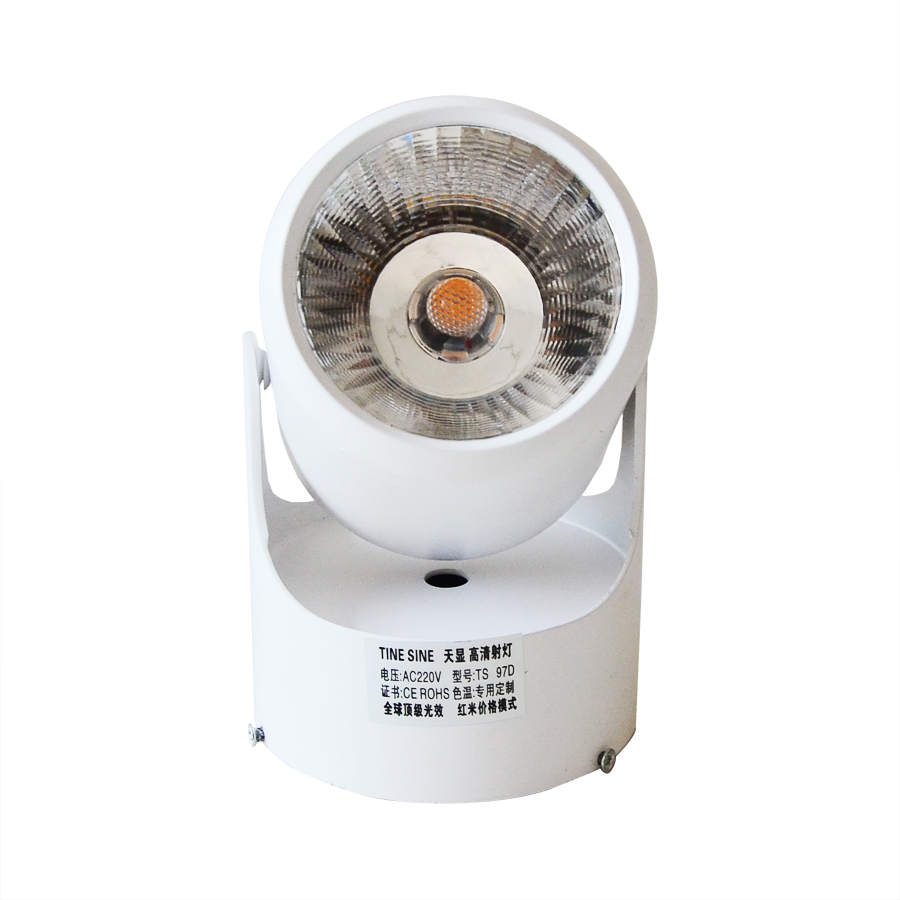 TINE SINE 天显 高清射灯
电压:AC220V 型号:TS 97D
证书:CE ROHS 色温:专用定制
全球顶级光效 红米价格模式